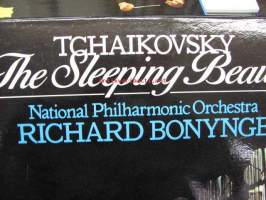 TCHAIKOVSKY
The Sleeping Beau
National Philharmonic Orchestra
RICHARD BONYNGE